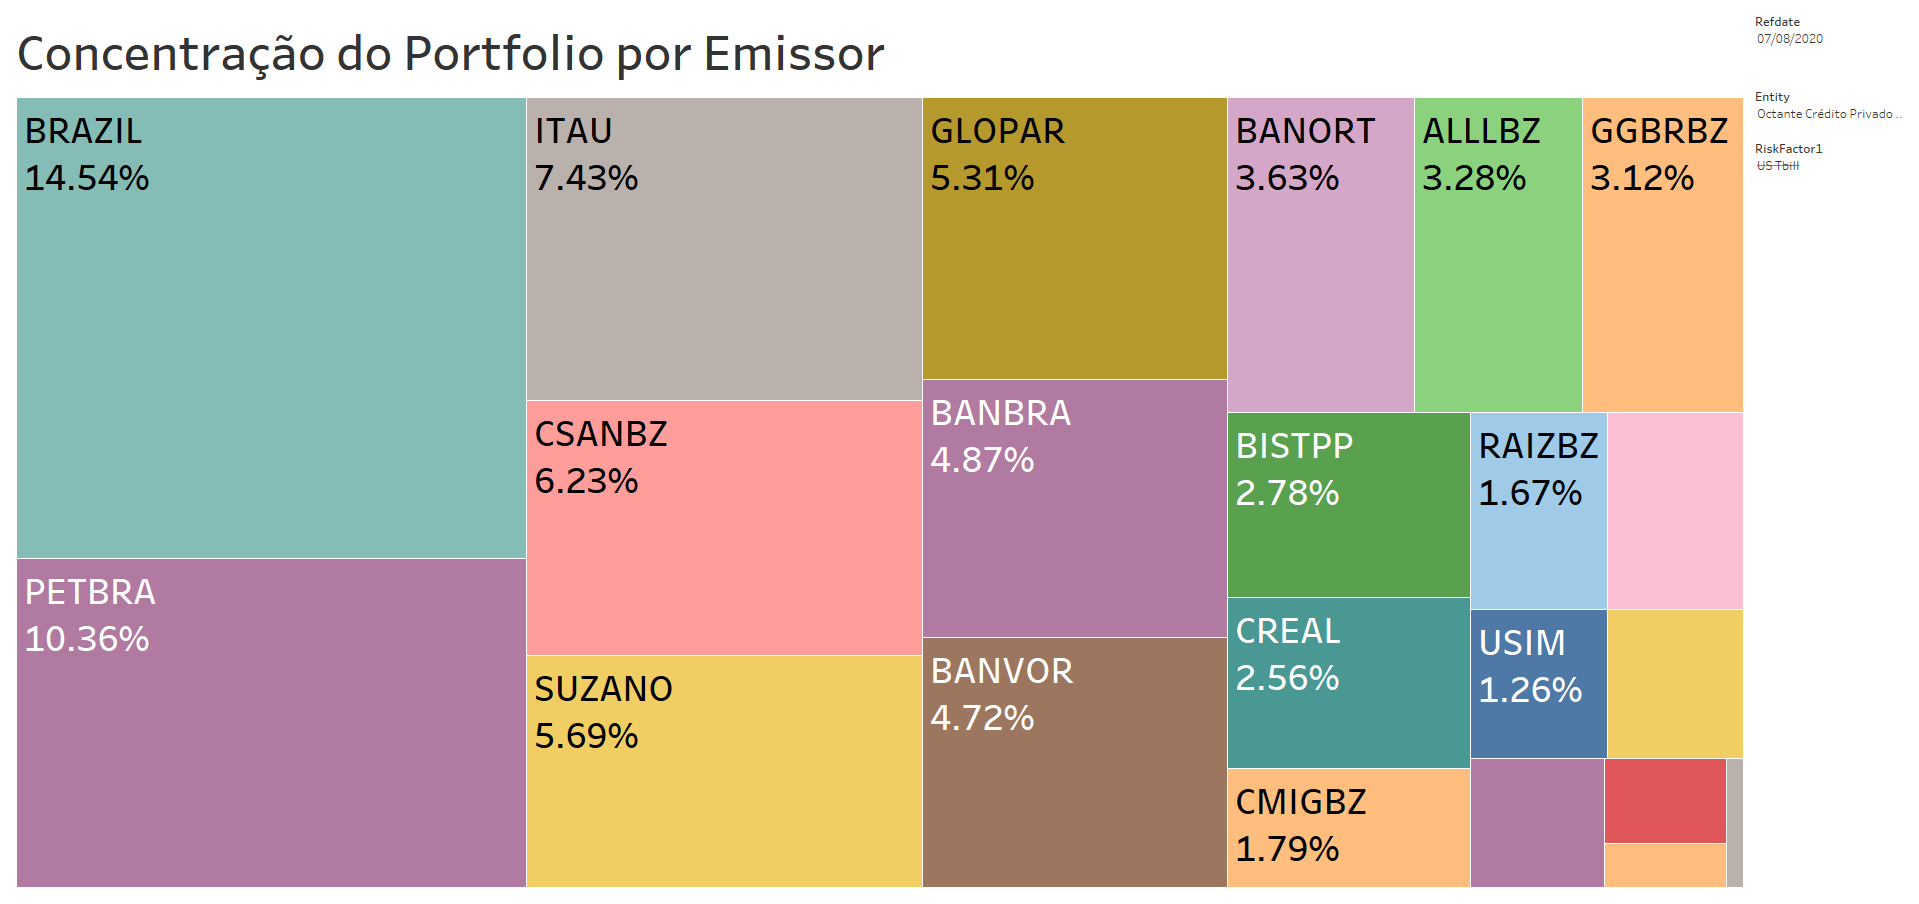 Concentração do Portfolio por Emissor
Refdate
07/08/2020
Entity
Octante Crédito Privado ..
RiskFactor1
US Tbill
BRAZIL
14.54%
PETBRA
10.36%
ITAU
7.43%
CSANBZ
6.23%
SUZANO
5.69%
GLOPAR
5.31%
BANBRA
4.87%
BANVOR
4.72%
BANORT
3.63%
ALLLBZ
3.28%
GGBRBZ
3.12%
BISTPP
2.78%
CREAL
2.56%
CMIGBZ
1.79%
RAIZBZ
1.67%
USIM
1.26%